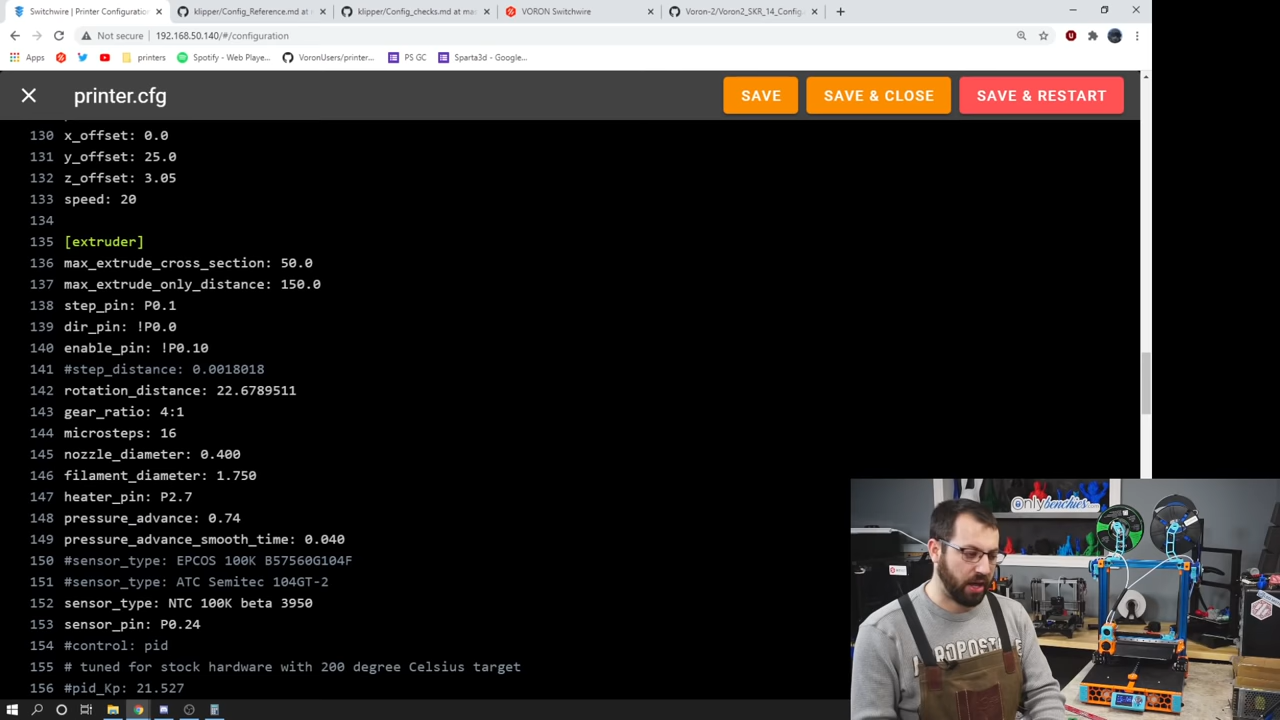 Switchwire | Printer Configuratio
klipper/Config_Reference.md at m
klipper/Config_checks.md at mas
VORON Switchwire
Voron-2/Voron2_SKR_14_Config.
Not secure 192.168.50.140/#/configuration
Apps
printers
Spotify - Web Playe...
VoronUsers/printer...
PS GC
Sparta3d - Google...
printer.cfg
SAVE
SAVE & CLOSE
SAVE & RESTART
130 x_offset: 0.0
131 y_offset: 25.0
132 z_offset: 3.05
133 speed: 20
134
135 [extruder]
136 max_extrude_cross_section: 50.0
137 max_extrude_only_distance: 150.0
138 step_pin: P0.1
139 dir_pin: !P0.0
140 enable_pin: !P0.10
141 #step_distance: 0.0018018
142 rotation_distance: 22.6789511
143 gear_ratio: 4:1
144 microsteps: 16
145 nozzle_diameter: 0.400
146 filament_diameter: 1.750
147 heater_pin: P2.7
148 pressure_advance: 0.74
149 pressure_advance_smooth_time: 0.040
150 #sensor_type: EPCOS 100K B57560G104F
151 #sensor_type: ATC Semitec 104GT-2
152 sensor_type: NTC 100K beta 3950
153 sensor_pin: P0.24
154 #control: pid
155 # tuned for stock hardware with 200 degree Celsius target
156 #pid_Kp: 21.527
Onlybenchies.com